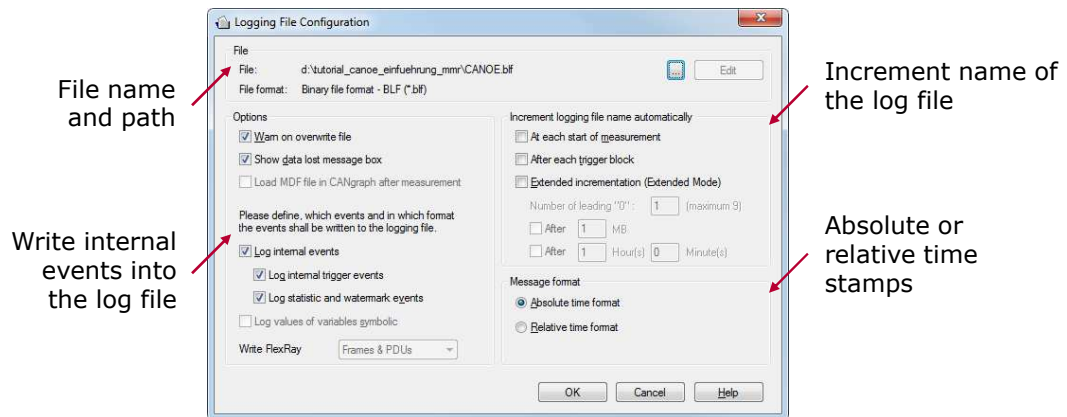 Logging File Configuration
File
File: d:\tutorial_canoe_einfuehrung_mmr\CANOE.blf
... Edit
File format: Binary file format - BLF (*.blf)
File name
and path
Increment name of
the log file
Options
Warn on overwrite file
Show data lost message box
Load MDF file in CANgraph after measurement
Please define, which events and in which format
the events shall be written to the logging file.
Log internal events
Log internal trigger events
Log statistic and watermark events
Log values of variables symbolic
Write FlexRay Frames & PDUs
Write internal
events into
the log file
Increment logging file name automatically
At each start of measurement
After each trigger block
Extended incrementation (Extended Mode)
Number of leading "0": 1 (maximum 9)
After 1 MB
After 1 Hour(s) 0 Minute(s)
Message format
Absolute time format
Relative time format
Absolute or
relative time
stamps
OK Cancel Help